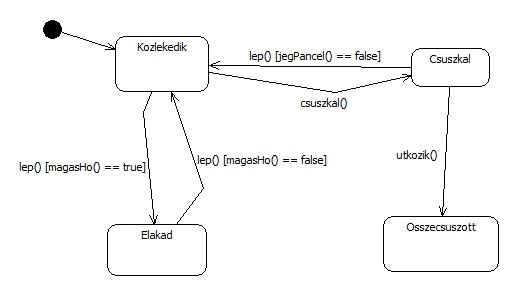 Kozlekedik
lep() [jegPancel() == false]
Csuszkal
csuszkal()
lep() [magasHo() == true]
lep() [magasHo() == false]
utkozik()
Elakad
Osszecsuszott